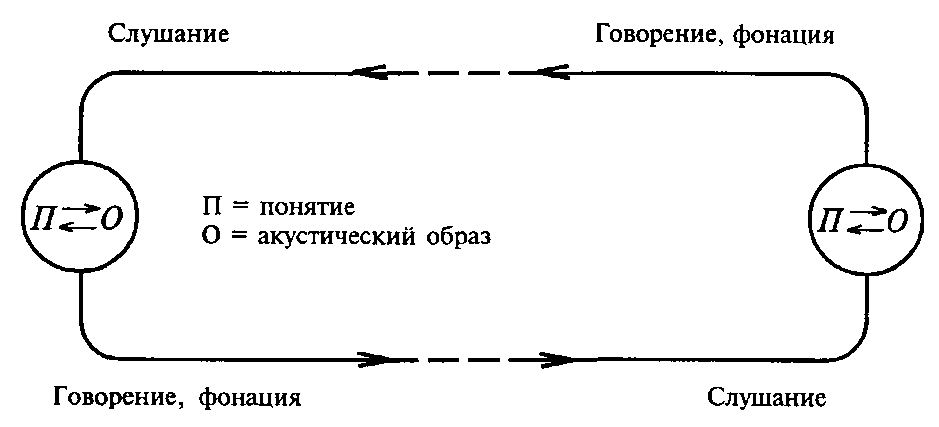 Слушание
Говорение, фонация
П ⇄ О
П = понятие
О = акустический образ
П ⇄ О
Говорение, фонация
Слушание